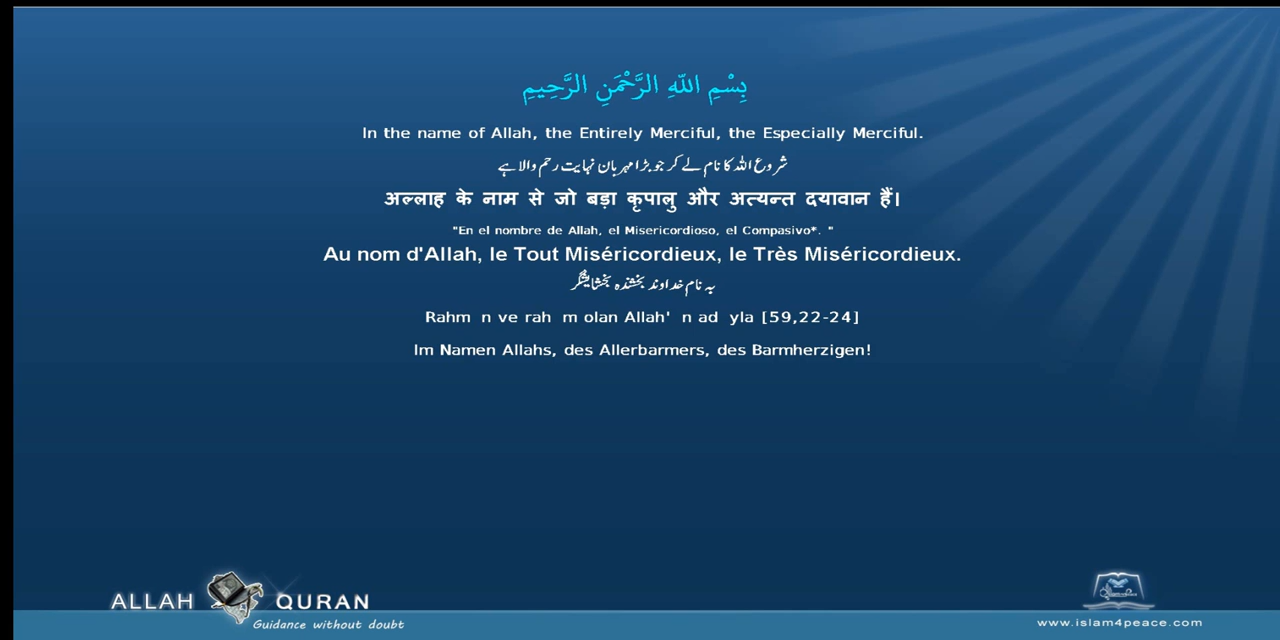 بِسْمِ اللّهِ الرَّحْمَنِ الرَّحِيمِ
In the name of Allah, the Entirely Merciful, the Especially Merciful.
شروع الله کا نام لے کر جو بڑا مہربان نہایت رحم والا ہے
अल्लाह के नाम से जो बड़ा कृपालु और अत्यन्त दयावान हैं।
"En el nombre de Allah, el Misericordioso, el Compasivo*. "
Au nom d'Allah, le Tout Miséricordieux, le Très Miséricordieux.
به نام خداوند بخشنده بخشایشگر
Rahm n ve rah m olan Allah' n ad yla [59,22-24]
Im Namen Allahs, des Allerbarmers, des Barmherzigen!
ALLAH QURAN
Guidance without doubt
www.islam4peace.com